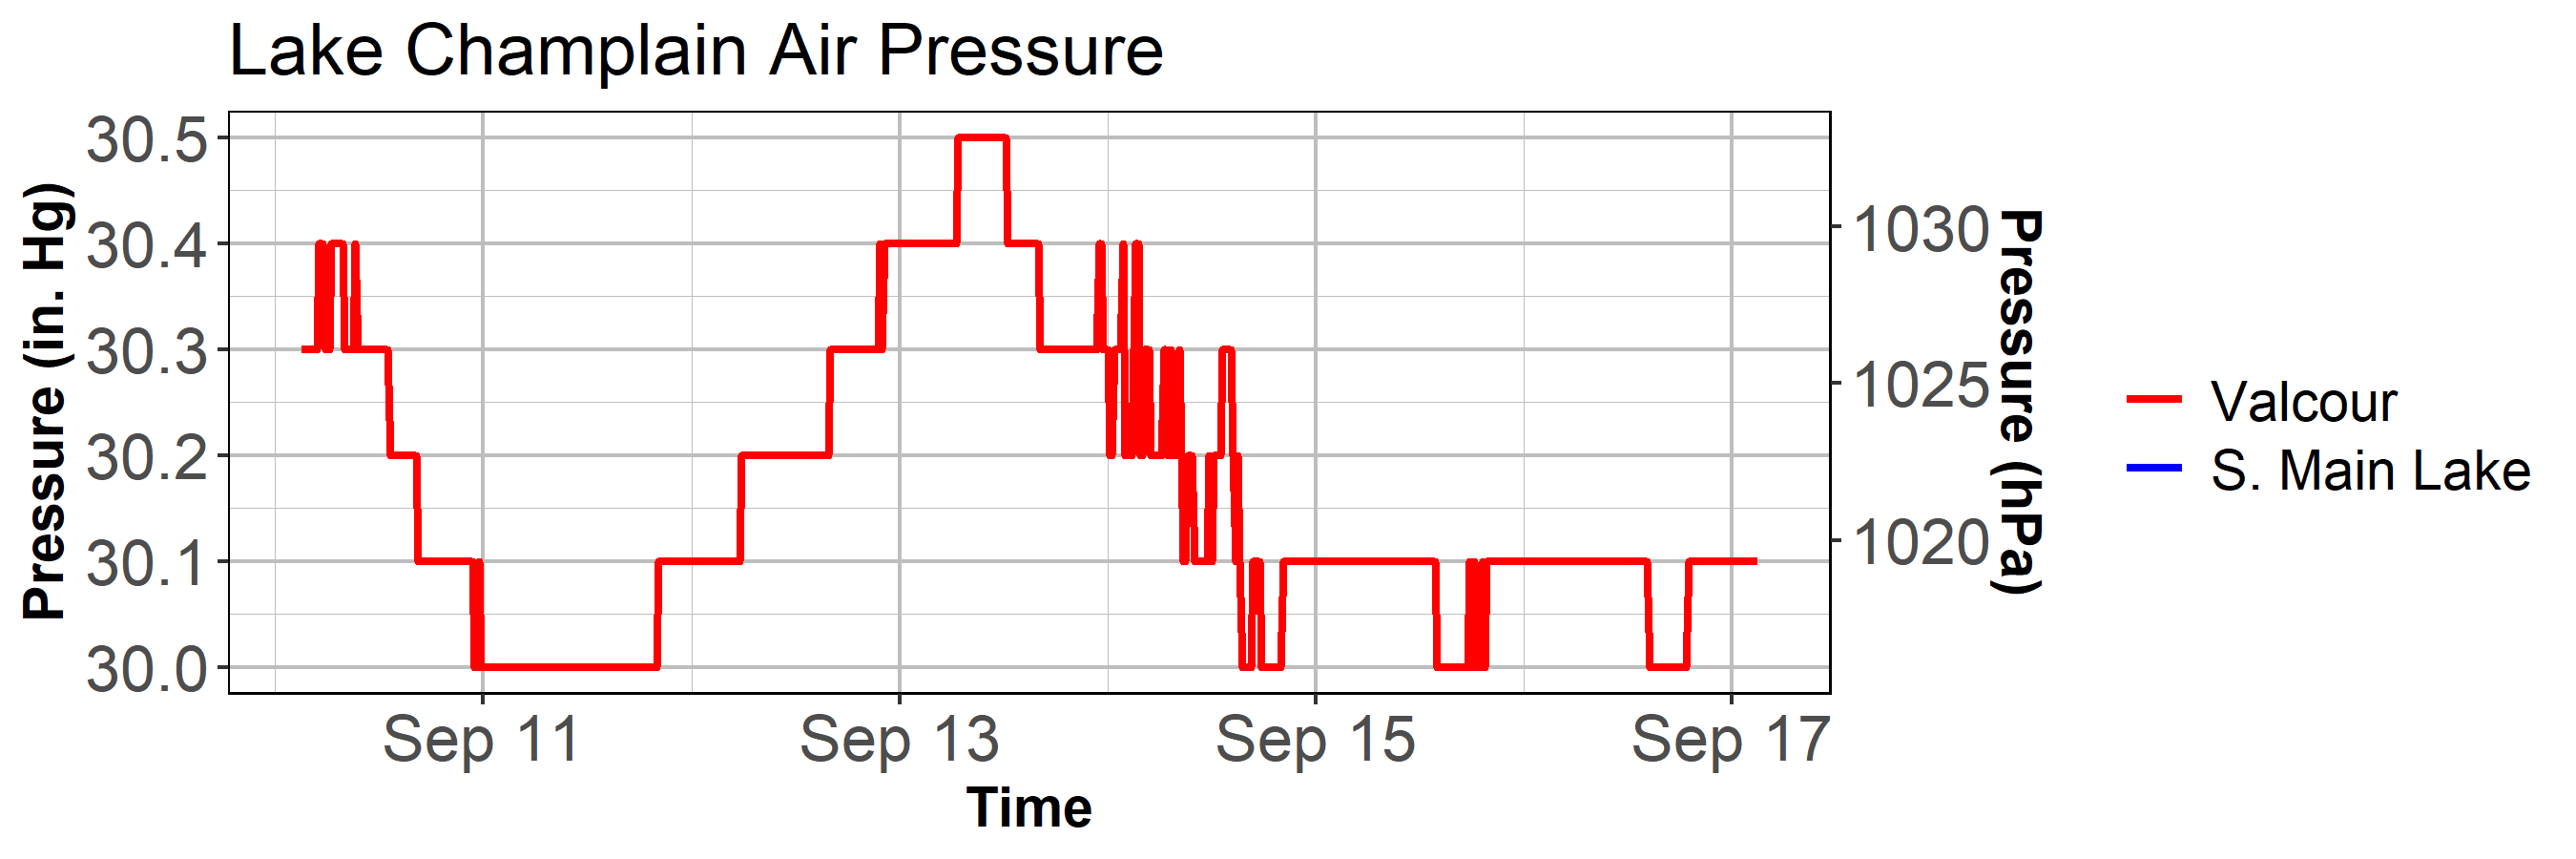 Lake Champlain Air Pressure
Pressure (in. Hg)
30.5
30.4
30.3
30.2
30.1
30.0
1030
1025
1020
Pressure (hPa)
Valcour
S. Main Lake
Sep 11
Sep 13
Sep 15
Sep 17
Time